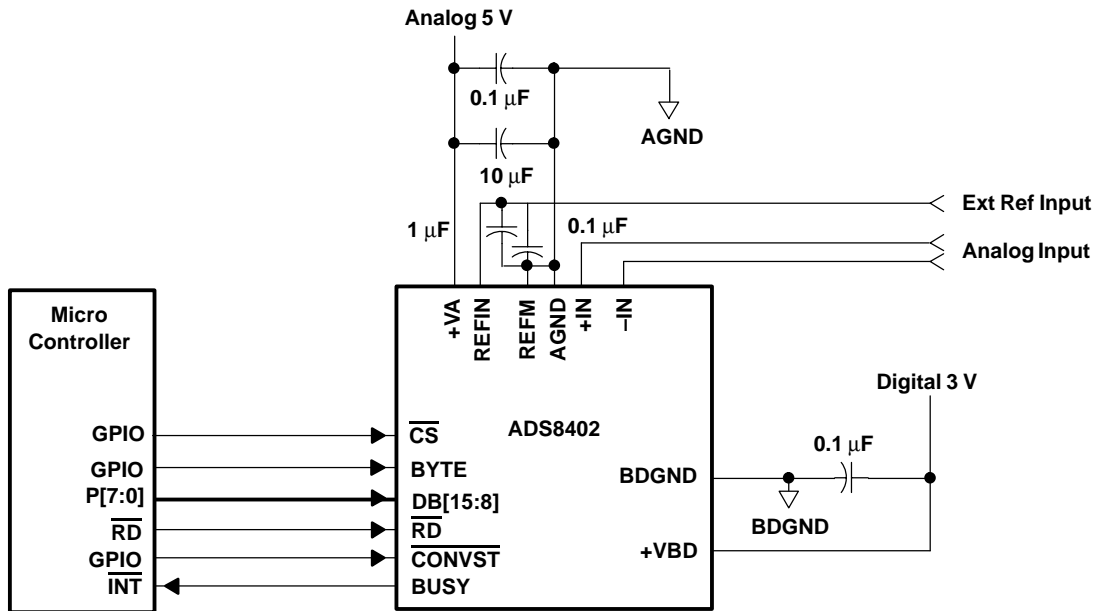 Analog 5 V
0.1 μF
AGND
10 μF
Ext Ref Input
1 μF
0.1 μF
Analog Input
Micro
Controller
+VA
REFIN
REFM
AGND
+IN
−IN
Digital 3 V
ADS8402
0.1 μF
GPIO
CS
GPIO
BYTE
BDGND
P[7:0]
DB[15:8]
RD
RD
BDGND
GPIO
CONVST
+VBD
INT
BUSY